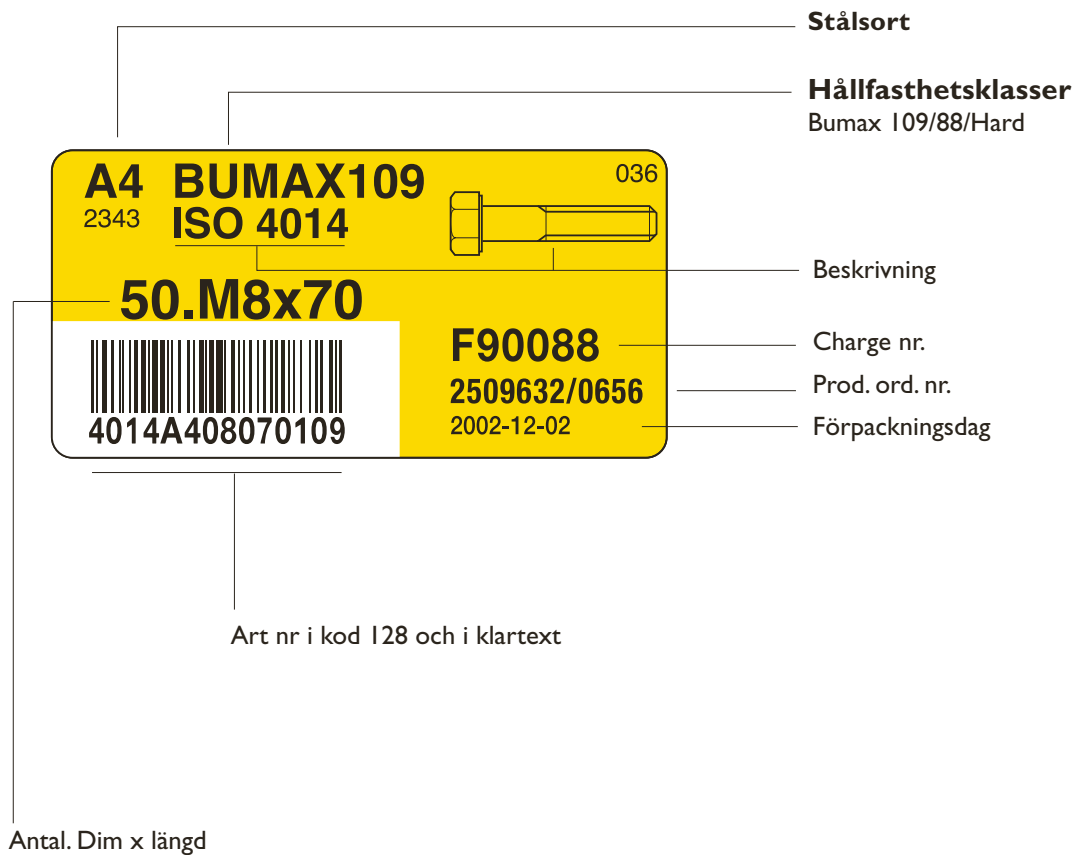 Stålsort
Hållfasthetsklasser
Bumax 109/88/Hard
A4 BUMAX109 036
2343 ISO 4014
Beskrivning
50.M8x70
F90088 Charge nr.
2509632/0656 Prod. ord. nr.
4014A408070109 2002-12-02 Förpackningsdag
Art nr i kod 128 och i klartext
Antal. Dim x längd